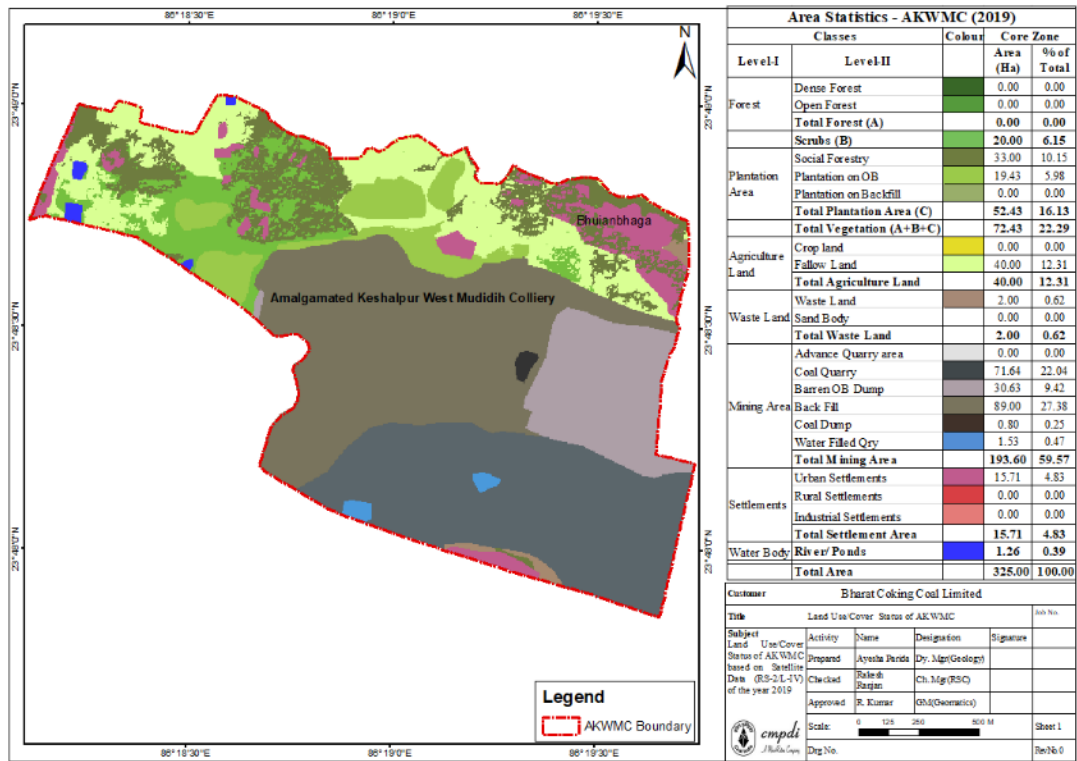 86°18'30"E 86°19'0"E 86°19'30"E
N
23°49'0"N 23°49'0"N
Bhuianbhaga
Amalgamated Keshalpur West Mudidih Colliery
23°48'30"N 23°48'30"N
23°48'0"N 23°48'0"N
Legend
AKWMC Boundary
86°18'30"E 86°19'0"E 86°19'30"E
Area Statistics - AKWMC (2019)
Classes Colour Core Zone
Level-I Level-II Area (Ha) % of Total
Forest
Dense Forest 0.00 0.00
Open Forest 0.00 0.00
Total Forest (A) 0.00 0.00
Scrubs (B) 20.00 6.15
Plantation Area
Social Forestry 33.00 10.15
Plantation on OB 19.43 5.98
Plantation on Backfill 0.00 0.00
Total Plantation Area (C) 52.43 16.13
Total Vegetation (A+B+C) 72.43 22.29
Agriculture Land
Crop land 0.00 0.00
Fallow Land 40.00 12.31
Total Agriculture Land 40.00 12.31
Waste Land
Waste Land 2.00 0.62
Sand Body 0.00 0.00
Total Waste Land 2.00 0.62
Mining Area
Advance Quarry area 0.00 0.00
Coal Quarry 71.64 22.04
Barren OB Dump 30.63 9.42
Back Fill 89.00 27.38
Coal Dump 0.80 0.25
Water Filled Qry 1.53 0.47
Total Mining Area 193.60 59.57
Settlements
Urban Settlements 15.71 4.83
Rural Settlements 0.00 0.00
Industrial Settlements 0.00 0.00
Total Settlement Area 15.71 4.83
Water Body River/ Ponds 1.26 0.39
Total Area 325.00 100.00
Customer Bharat Coking Coal Limited
Title Land Use/Cover Status of AKWMC Job No.
Subject
Land Use/Cover
Status of AKWMC
based on Satellite
Data (RS-2/L-IV)
of the year 2019
Activity Name Designation Signature
Prepared Ayesha Parida Dy. Mgr(Geology)
Checked Rakesh Ranjan Ch. Mgr(RSC)
Approved R. Kumar GM(Geomatics)
cmpdi
Scale: 0 125 250 500 M Sheet 1
Drg No. RevNo 0